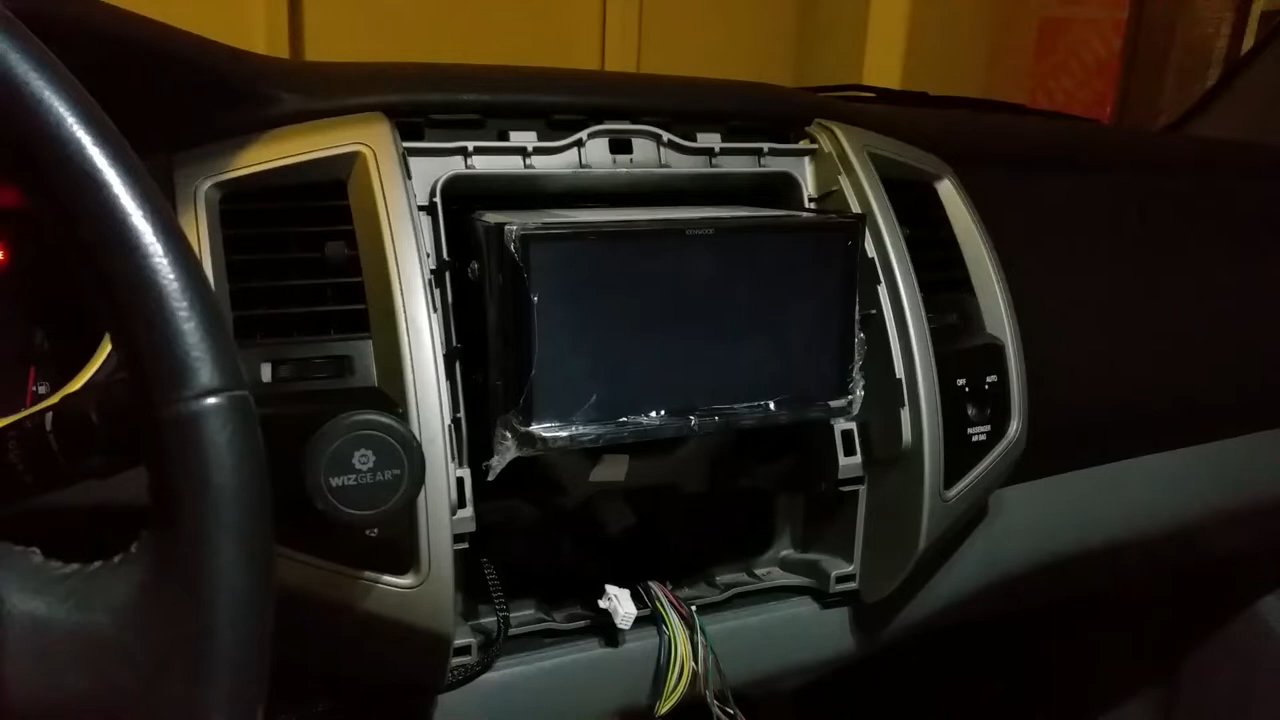 KENWOOD
OFF AUTO
PASSENGER
AIR BAG
W
WIZGEAR™